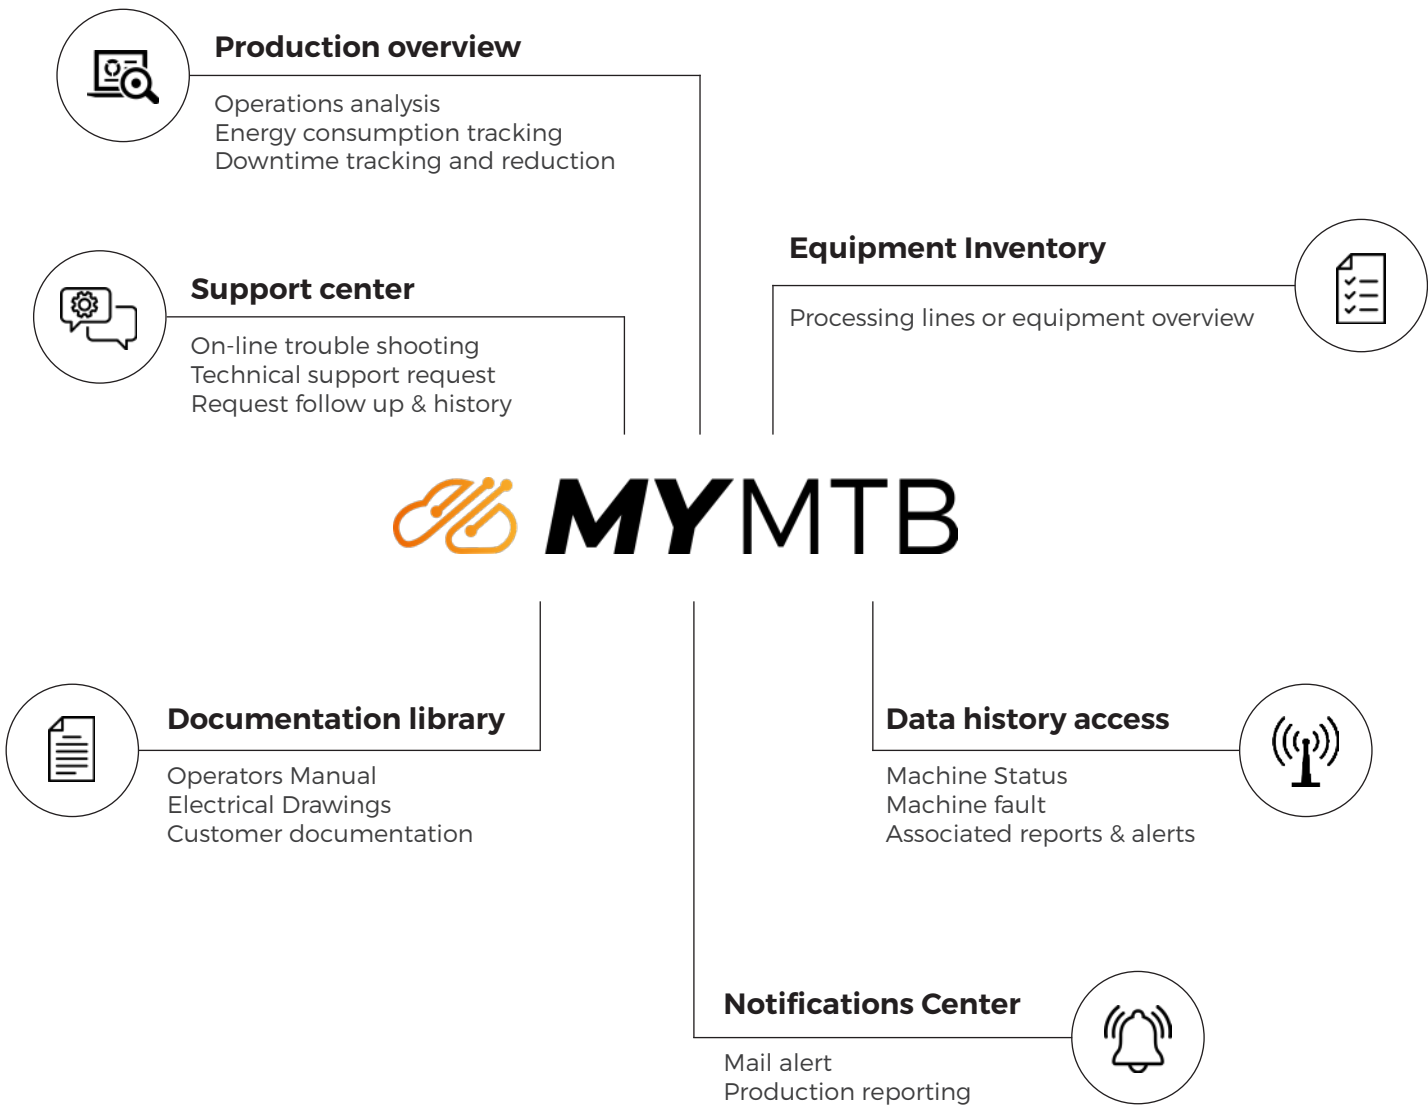 Production overview
Operations analysis
Energy consumption tracking
Downtime tracking and reduction
Equipment Inventory
Processing lines or equipment overview
Support center
On-line trouble shooting
Technical support request
Request follow up & history
MYMTB
Documentation library
Operators Manual
Electrical Drawings
Customer documentation
Data history access
Machine Status
Machine fault
Associated reports & alerts
Notifications Center
Mail alert
Production reporting